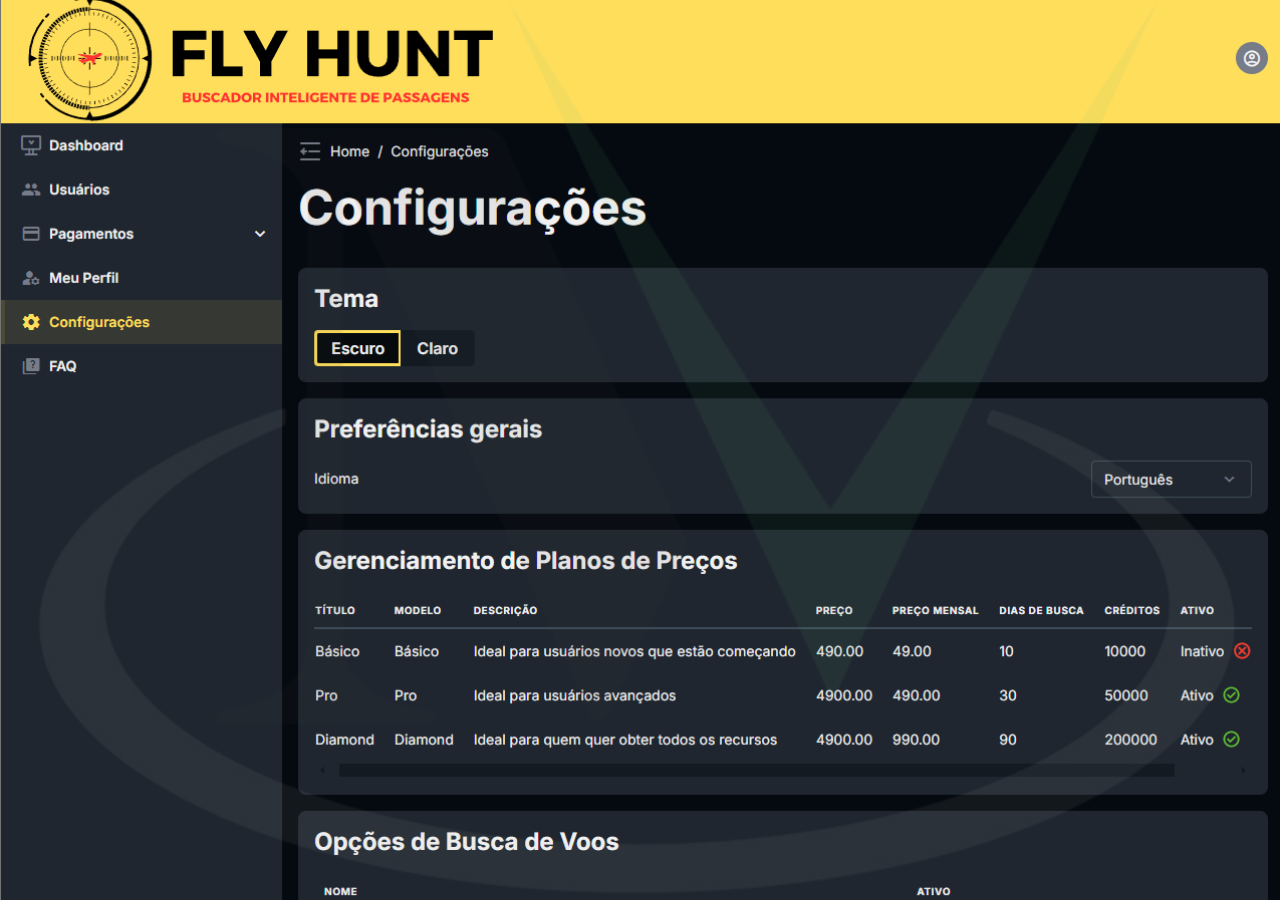 FLY HUNT
BUSCADOR INTELIGENTE DE PASSAGENS
Dashboard
Usuários
Pagamentos
Meu Perfil
Configurações
FAQ
Home / Configurações
Configurações
Tema
Escuro Claro
Preferências gerais
Idioma Português
Gerenciamento de Planos de Preços
TÍTULO MODELO DESCRIÇÃO PREÇO PREÇO MENSAL DIAS DE BUSCA CRÉDITOS ATIVO
Básico Básico Ideal para usuários novos que estão começando 490.00 49.00 10 10000 Inativo
Pro Pro Ideal para usuários avançados 4900.00 490.00 30 50000 Ativo
Diamond Diamond Ideal para quem quer obter todos os recursos 4900.00 990.00 90 200000 Ativo
Opções de Busca de Voos
NOME ATIVO